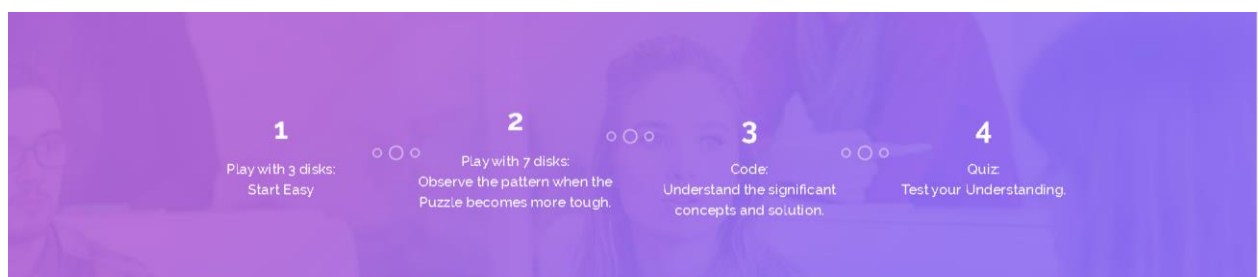 1
Play with 3 disks:
Start Easy
2
Play with 7 disks:
Observe the pattern when the
Puzzle becomes more tough.
3
Code:
Understand the significant
concepts and solution.
4
Quiz:
Test your Understanding.